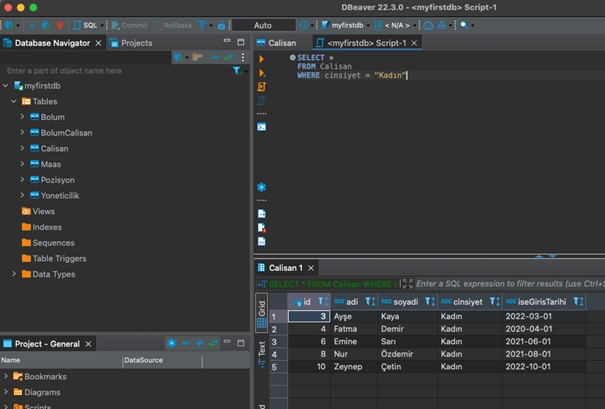 DBeaver 22.3.0 - <myfirstdb> Script-1
SQL Commit Rollback Auto myfirstdb < N/A >
Database Navigator Projects
Enter a part of object name here
myfirstdb
Tables
Bolum
BolumCalisan
Calisan
Maas
Pozisyon
Yoneticilik
Views
Indexes
Sequences
Table Triggers
Data Types
Project - General
Name DataSource
Bookmarks
Diagrams
Scripts
Calisan <myfirstdb> Script-1
SELECT *
FROM Calisan
WHERE cinsiyet = "Kadın"
Calisan 1
SELECT * FROM Calisan WHERE Enter a SQL expression to filter results (use Ctrl+S
Grid
Text
id adi soyadi cinsiyet iseGirisTarihi
1 3 Ayşe Kaya Kadın 2022-03-01
2 4 Fatma Demir Kadın 2020-04-01
3 6 Emine Sarı Kadın 2021-06-01
4 8 Nur Özdemir Kadın 2021-08-01
5 10 Zeynep Çetin Kadın 2022-10-01